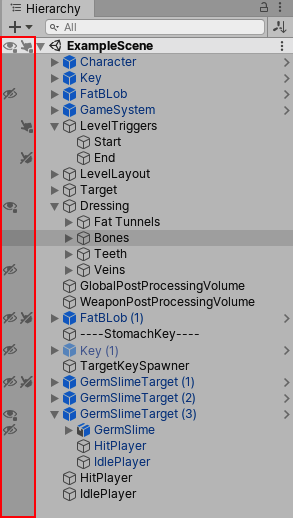 Hierarchy
All
ExampleScene
Character
Key
FatBLob
GameSystem
LevelTriggers
Start
End
LevelLayout
Target
Dressing
Fat Tunnels
Bones
Teeth
Veins
GlobalPostProcessingVolume
WeaponPostProcessingVolume
FatBLob (1)
----StomachKey----
Key (1)
TargetKeySpawner
GermSlimeTarget (1)
GermSlimeTarget (2)
GermSlimeTarget (3)
GermSlime
HitPlayer
IdlePlayer
HitPlayer
IdlePlayer